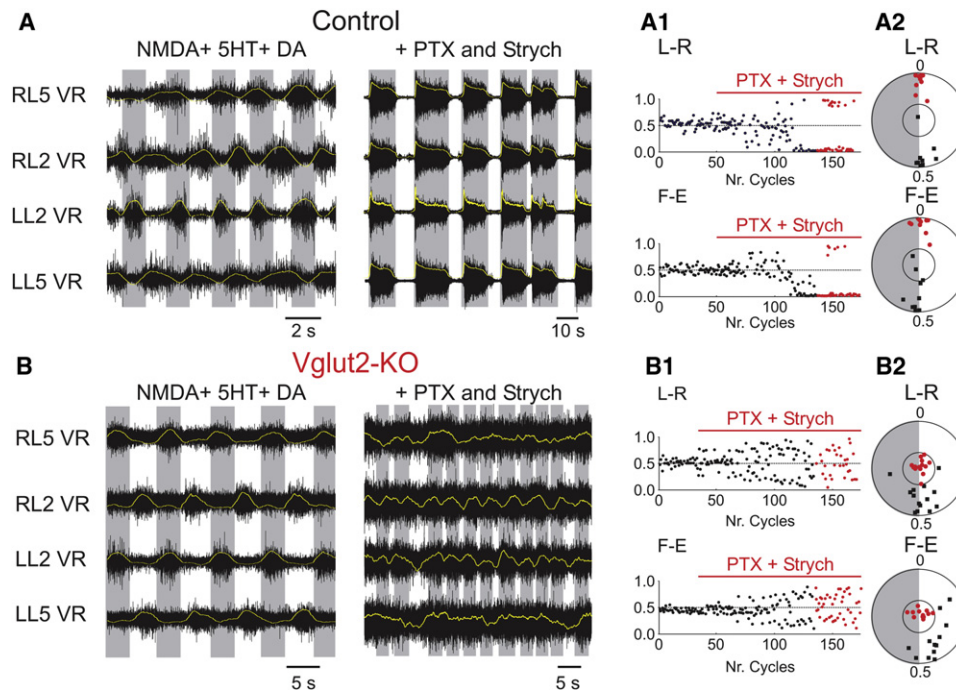 A
Control
NMDA+ 5HT+ DA
+ PTX and Strych
RL5 VR
RL2 VR
LL2 VR
LL5 VR
2 s
10 s
A1
L-R
PTX + Strych
1.0
0.5
0.0
0
50
100
150
Nr. Cycles
F-E
PTX + Strych
1.0
0.5
0.0
0
50
100
150
Nr. Cycles
A2
L-R
0
0.5
F-E
0
0.5
B
Vglut2-KO
NMDA+ 5HT+ DA
+ PTX and Strych
RL5 VR
RL2 VR
LL2 VR
LL5 VR
5 s
5 s
B1
L-R
PTX + Strych
1.0
0.5
0.0
0
50
100
150
Nr. Cycles
F-E
PTX + Strych
1.0
0.5
0.0
0
50
100
150
Nr. Cycles
B2
L-R
0
0.5
F-E
0
0.5